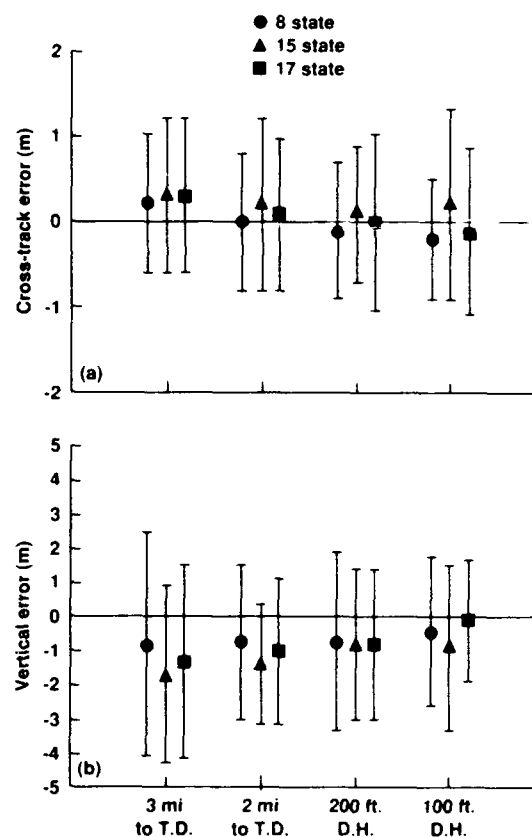 8 state
15 state
17 state
2
1
0
-1
-2
Cross-track error (m)
(a)
5
4
3
2
1
0
-1
-2
-3
-4
-5
Vertical error (m)
(b)
3 mi to T.D.
2 mi to T.D.
200 ft. D.H.
100 ft. D.H.